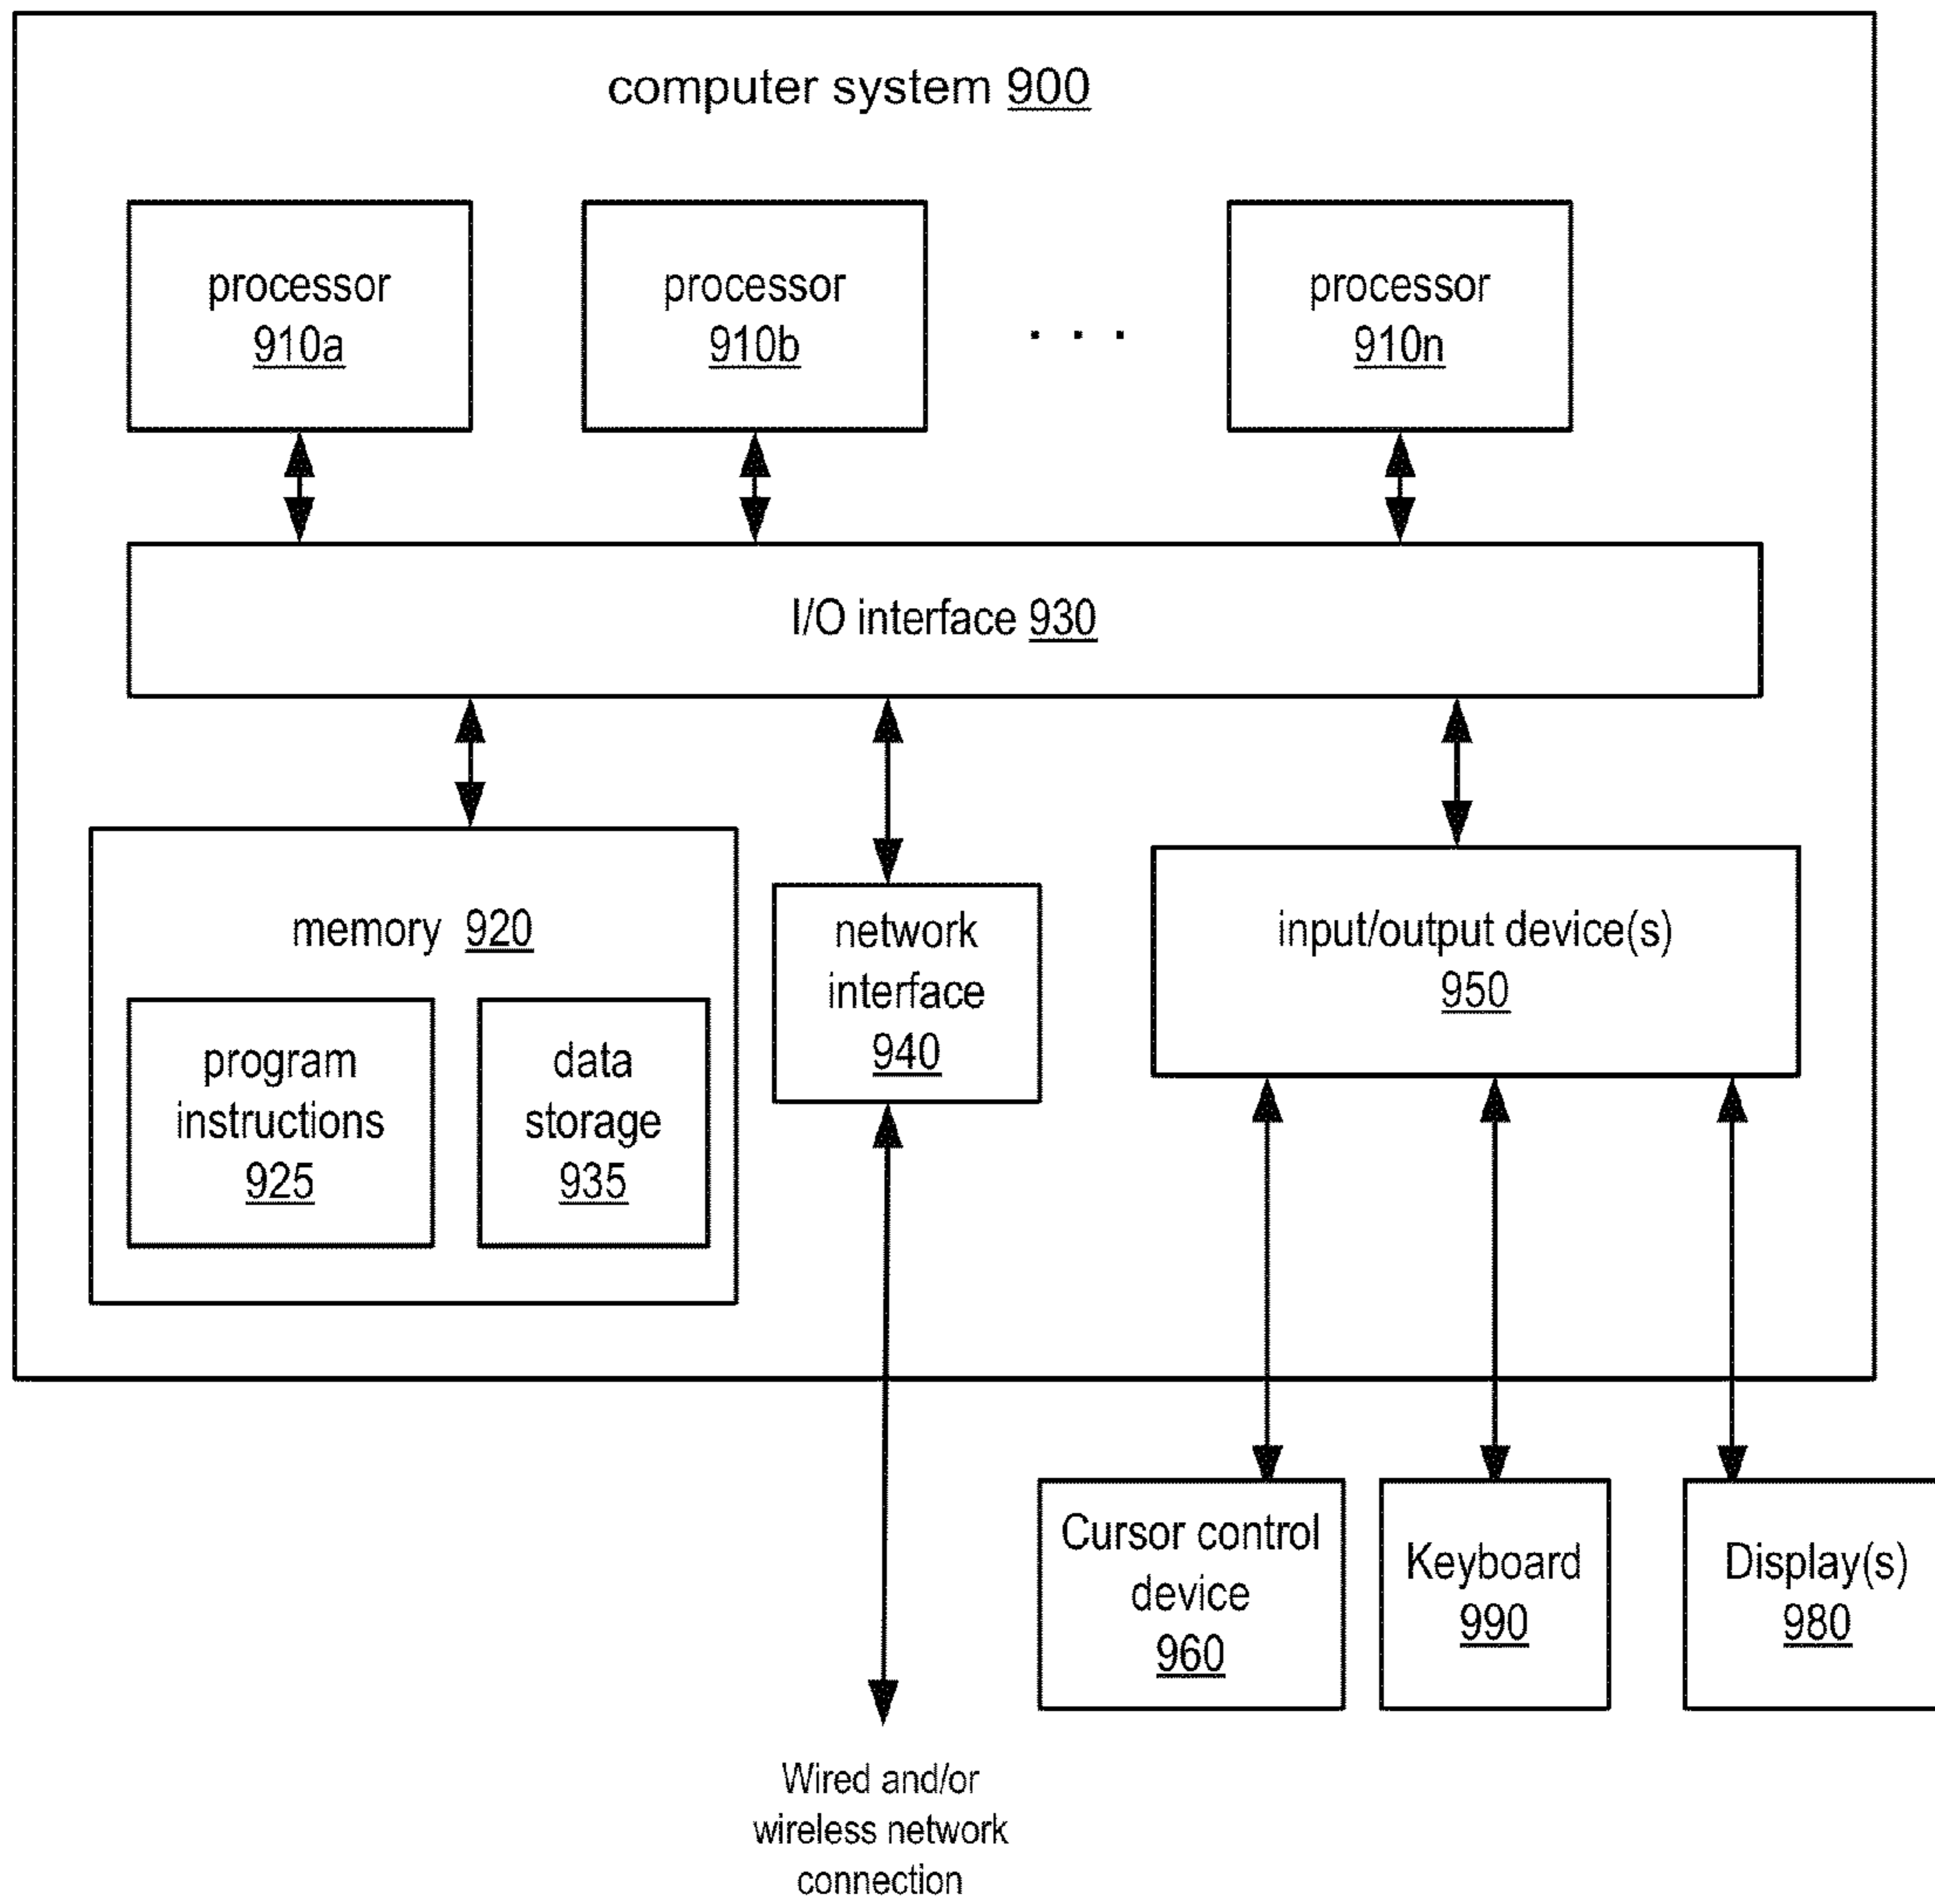 computer system 900
processor
910a
processor
910b
. . .
processor
910n
I/O interface 930
memory 920
program
instructions
925
data
storage
935
network
interface
940
input/output device(s)
950
Cursor control
device
960
Keyboard
990
Display(s)
980
Wired and/or
wireless network
connection